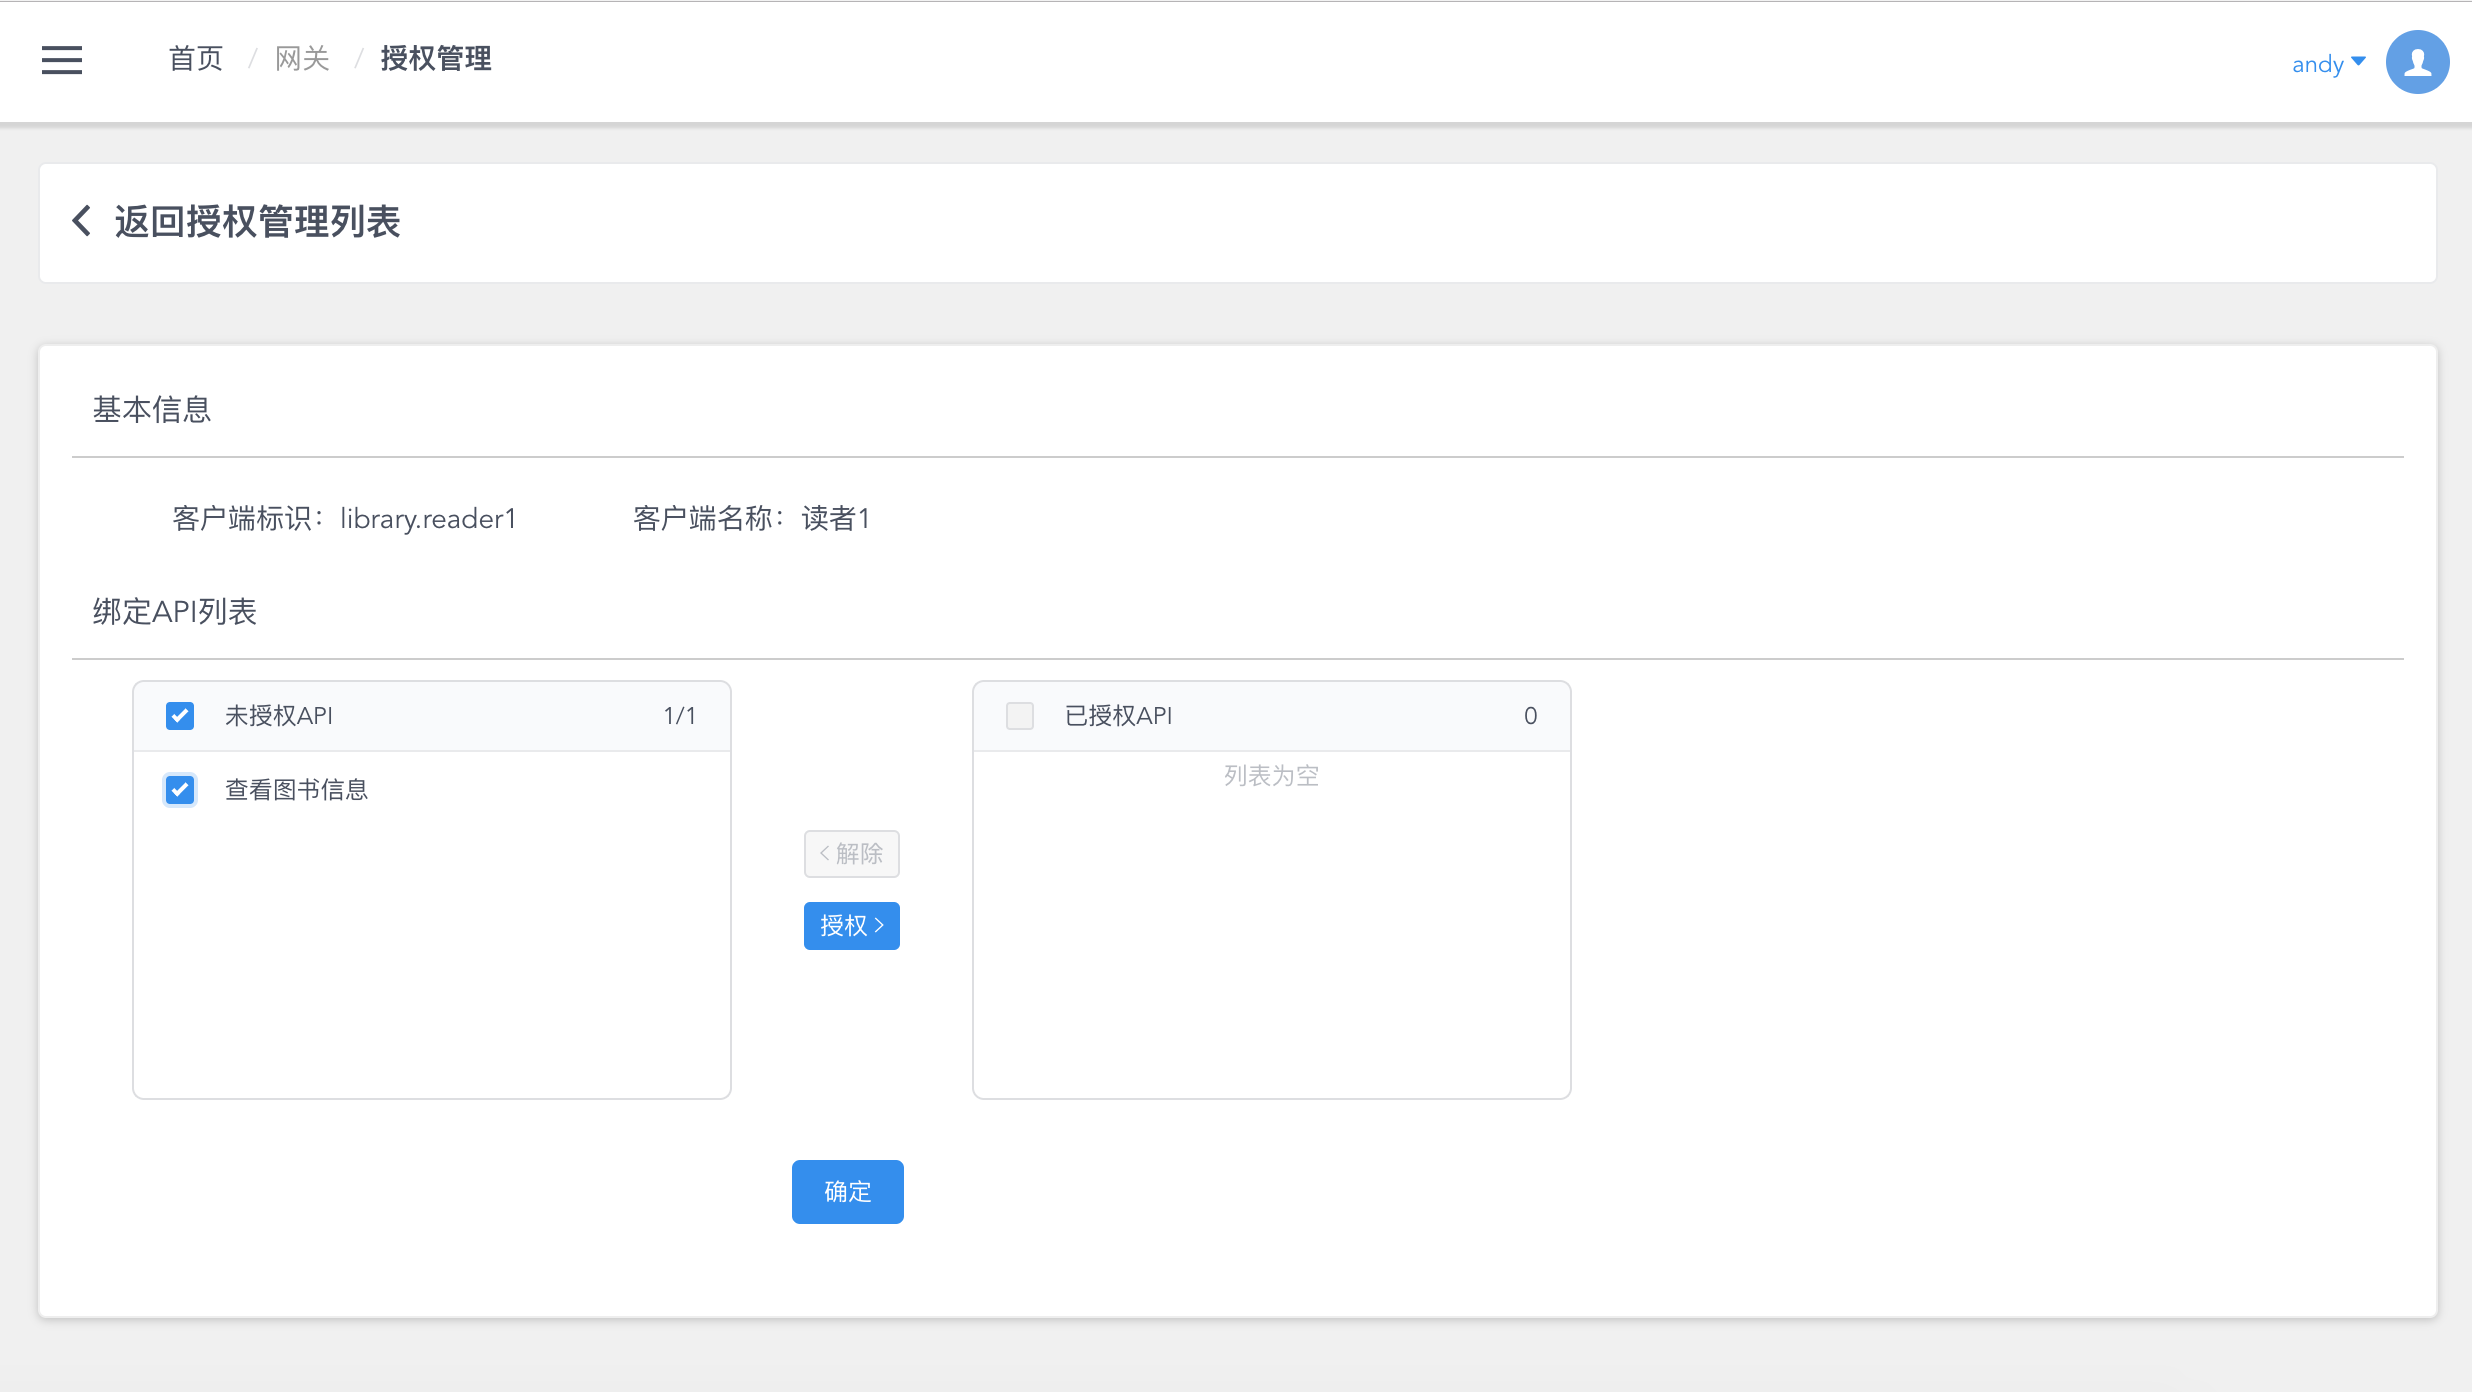 首页 / 网关 / 授权管理
andy
返回授权管理列表
基本信息
客户端标识：library.reader1 客户端名称：读者1
绑定API列表
未授权API 1/1
查看图书信息
< 解除
授权 >
已授权API 0
列表为空
确定